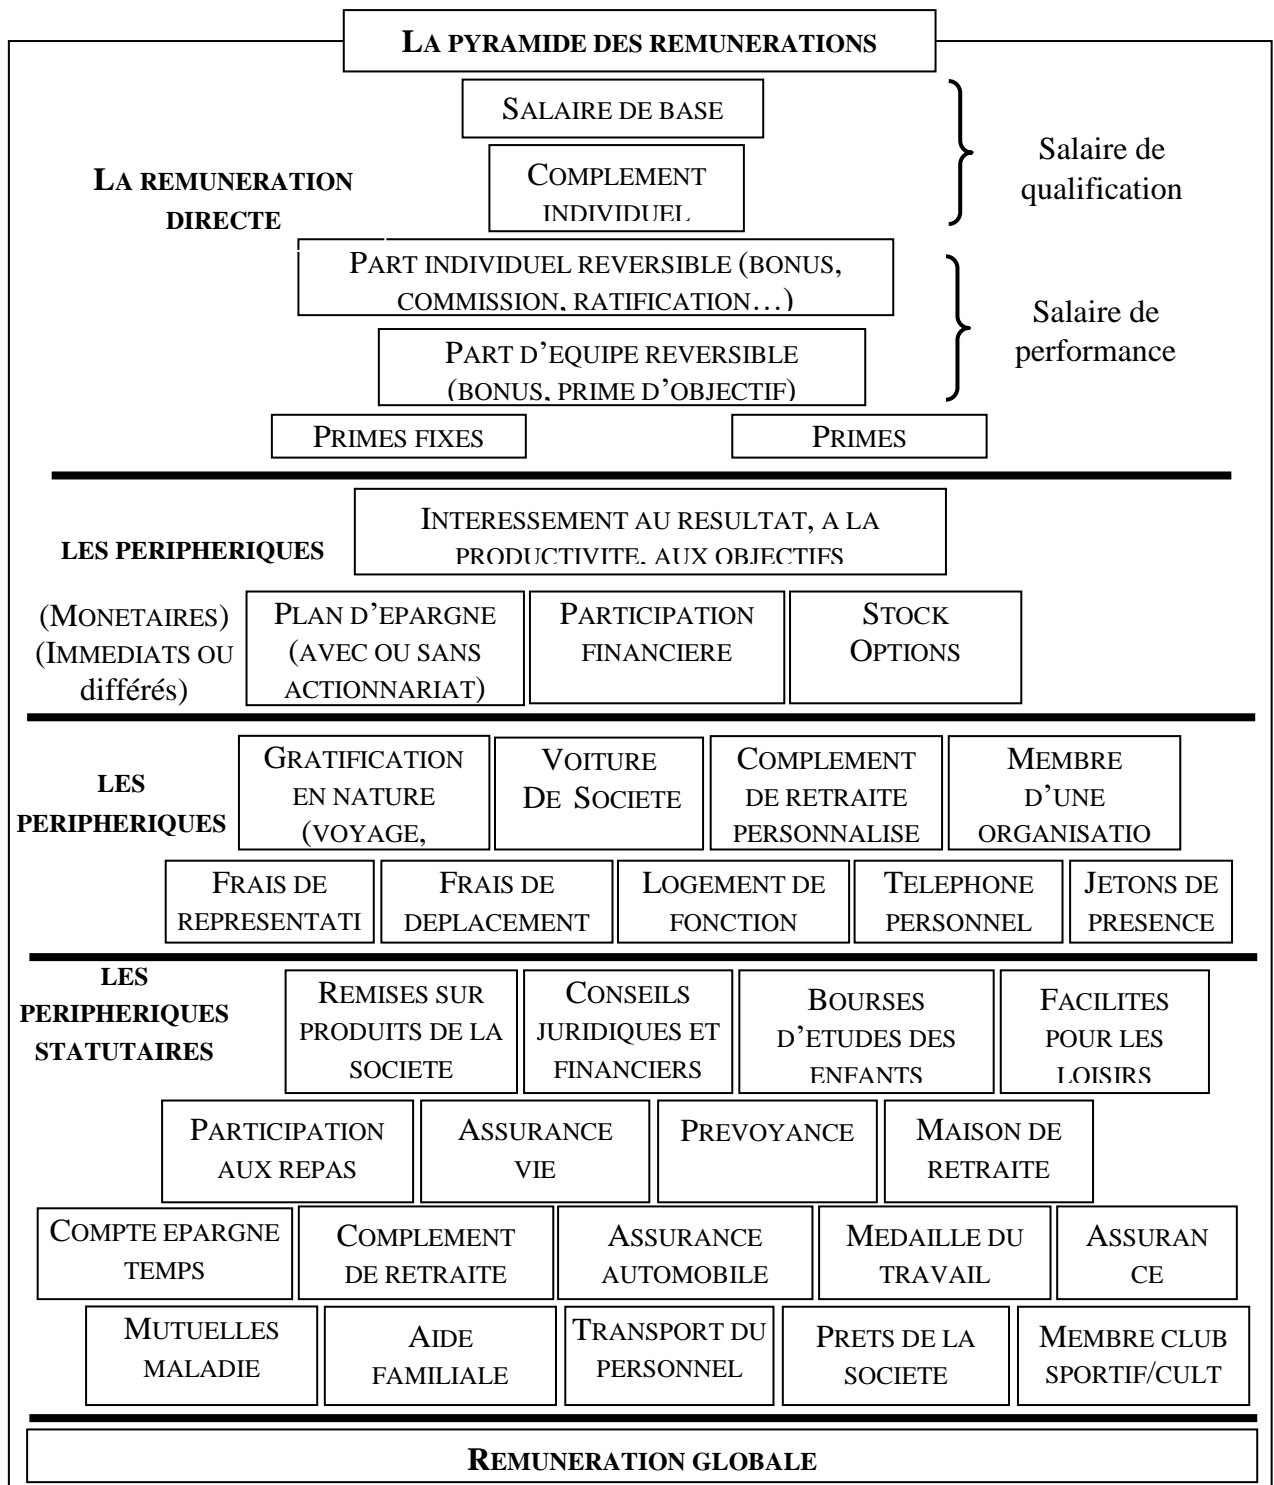 LA PYRAMIDE DES REMUNERATIONS
SALAIRE DE BASE
COMPLEMENT
INDIVIDUEL
Salaire de
qualification
LA REMUNERATION
DIRECTE
PART INDIVIDUEL REVERSIBLE (BONUS,
COMMISSION, RATIFICATION…)
PART D’EQUIPE REVERSIBLE
(BONUS, PRIME D’OBJECTIF)
Salaire de
performance
PRIMES FIXES
PRIMES
LES PERIPHERIQUES
(MONETAIRES)
(IMMEDIATS OU
différés)
INTERESSEMENT AU RESULTAT, A LA
PRODUCTIVITE, AUX OBJECTIFS
PLAN D’EPARGNE
(AVEC OU SANS
ACTIONNARIAT)
PARTICIPATION
FINANCIERE
STOCK
OPTIONS
LES
PERIPHERIQUES
GRATIFICATION
EN NATURE
(VOYAGE,
VOITURE
DE SOCIETE
COMPLEMENT
DE RETRAITE
PERSONNALISE
MEMBRE
D’UNE
ORGANISATIO
FRAIS DE
REPRESENTATI
FRAIS DE
DEPLACEMENT
LOGEMENT DE
FONCTION
TELEPHONE
PERSONNEL
JETONS DE
PRESENCE
LES
PERIPHERIQUES
STATUTAIRES
REMISES SUR
PRODUITS DE LA
SOCIETE
CONSEILS
JURIDIQUES ET
FINANCIERS
BOURSES
D’ETUDES DES
ENFANTS
FACILITES
POUR LES
LOISIRS
PARTICIPATION
AUX REPAS
ASSURANCE
VIE
PREVOYANCE
MAISON DE
RETRAITE
COMPTE EPARGNE
TEMPS
COMPLEMENT
DE RETRAITE
ASSURANCE
AUTOMOBILE
MEDAILLE DU
TRAVAIL
ASSURAN
CE
MUTUELLES
MALADIE
AIDE
FAMILIALE
TRANSPORT DU
PERSONNEL
PRETS DE LA
SOCIETE
MEMBRE CLUB
SPORTIF/CULT
REMUNERATION GLOBALE